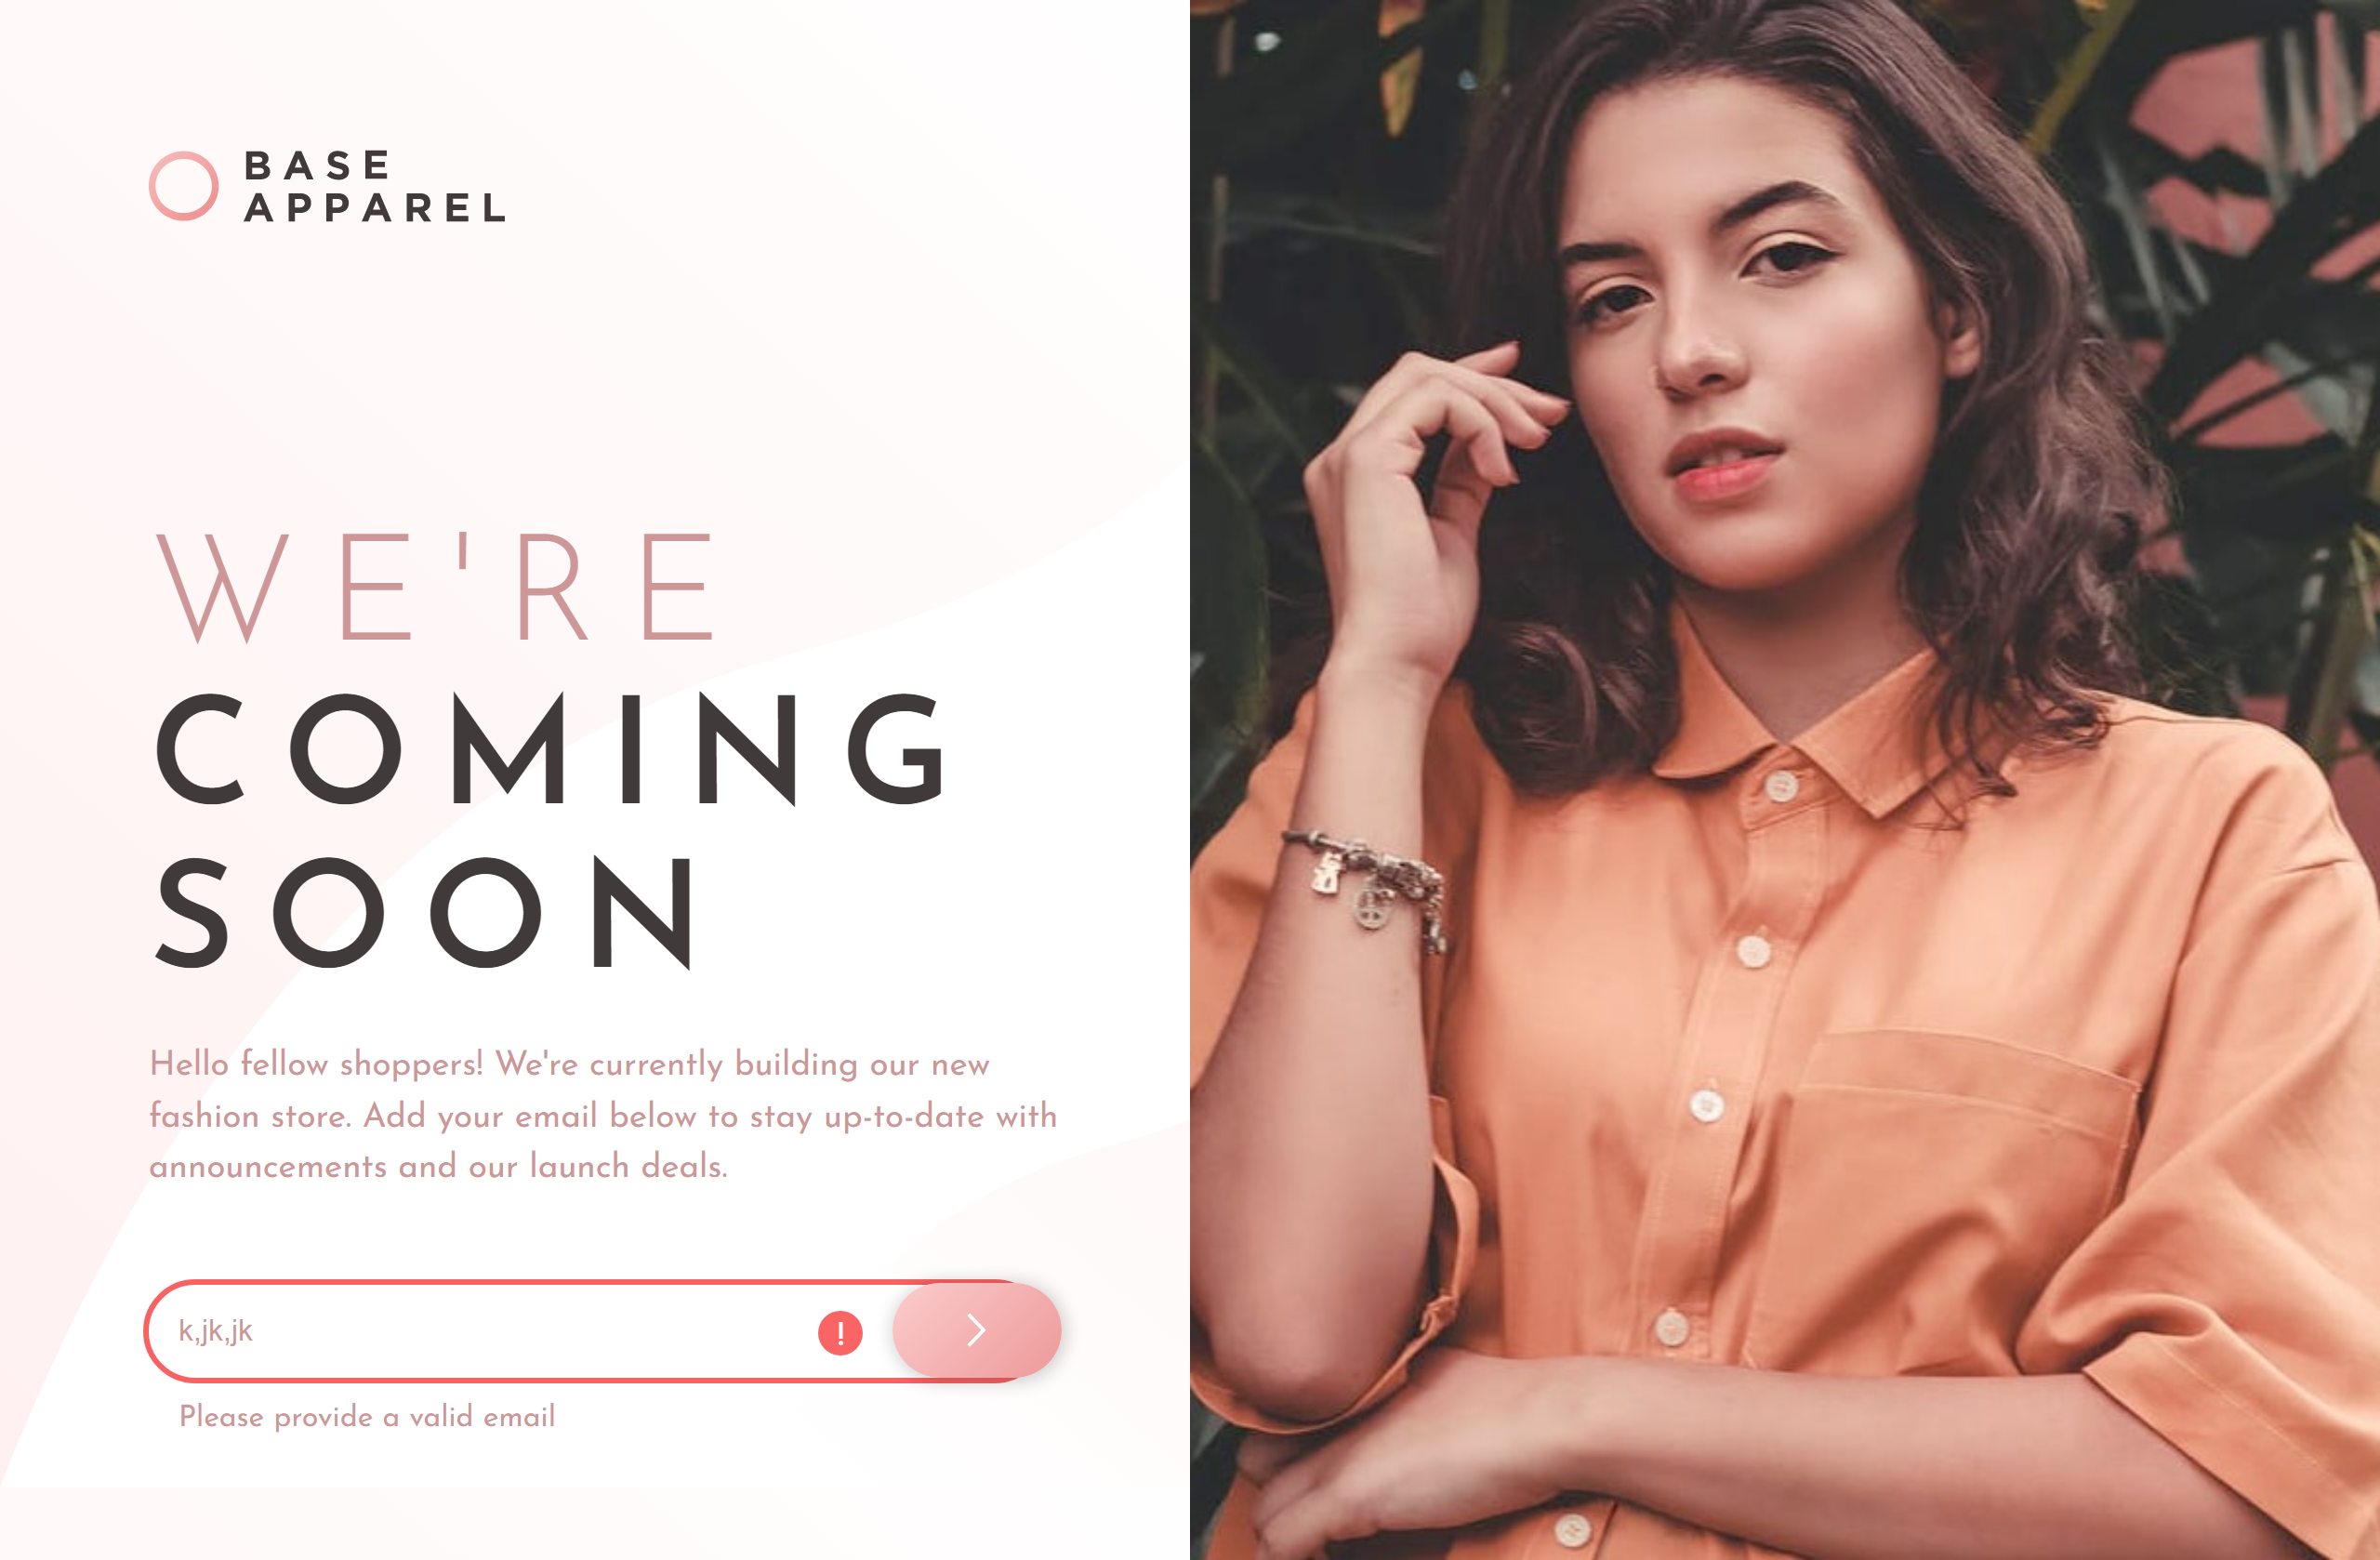 BASE
APPAREL
WE'RE
COMING
SOON
Hello fellow shoppers! We're currently building our new
fashion store. Add your email below to stay up-to-date with
announcements and our launch deals.
k,jk,jk
!
Please provide a valid email